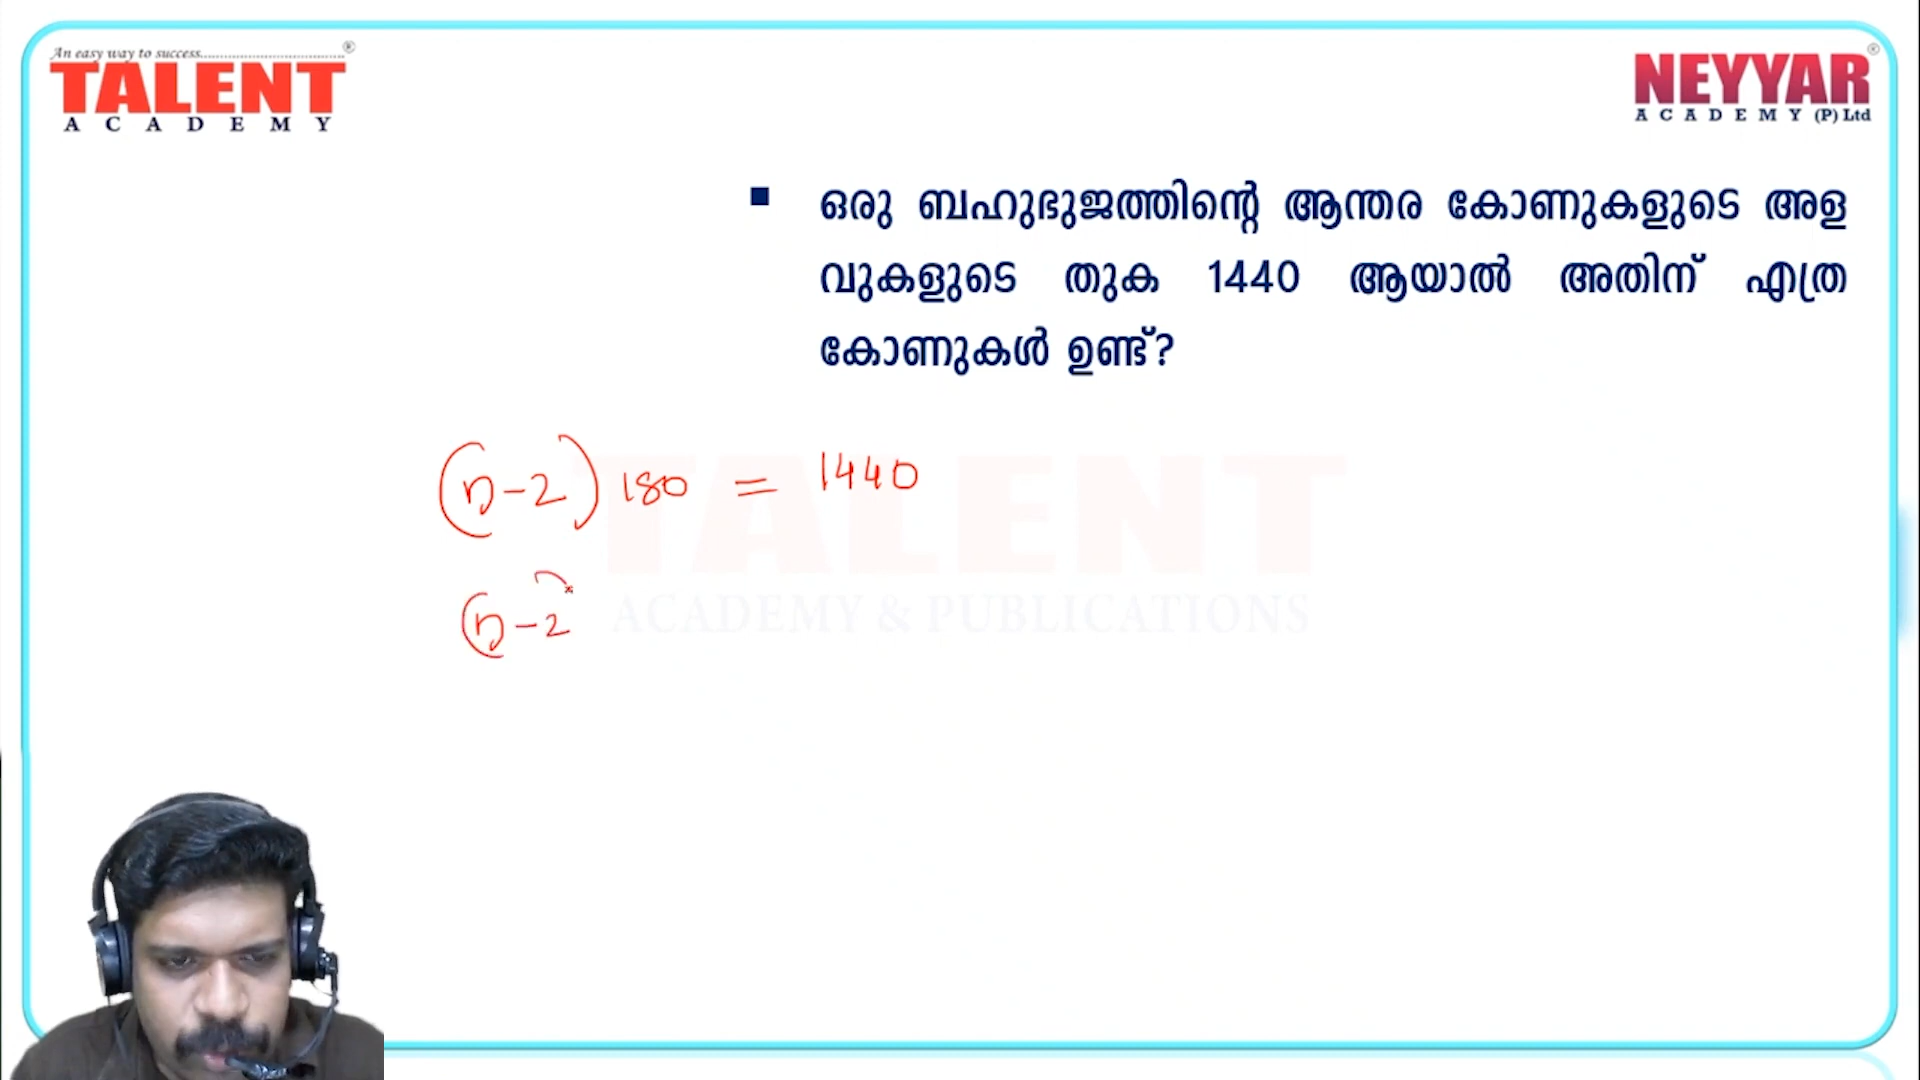 An easy way to success.............................................®
TALENT
ACADEMY
NEYYAR®
ACADEMY (P) Ltd
▪ ഒരു ബഹുഭുജത്തിന്റെ ആന്തര കോണുകളുടെ അള
വുകളുടെ തുക 1440 ആയാൽ അതിന് എത്ര
കോണുകൾ ഉണ്ട്?
(n-2) 180 = 1440
(n-2
TALENT
ACADEMY & PUBLICATIONS